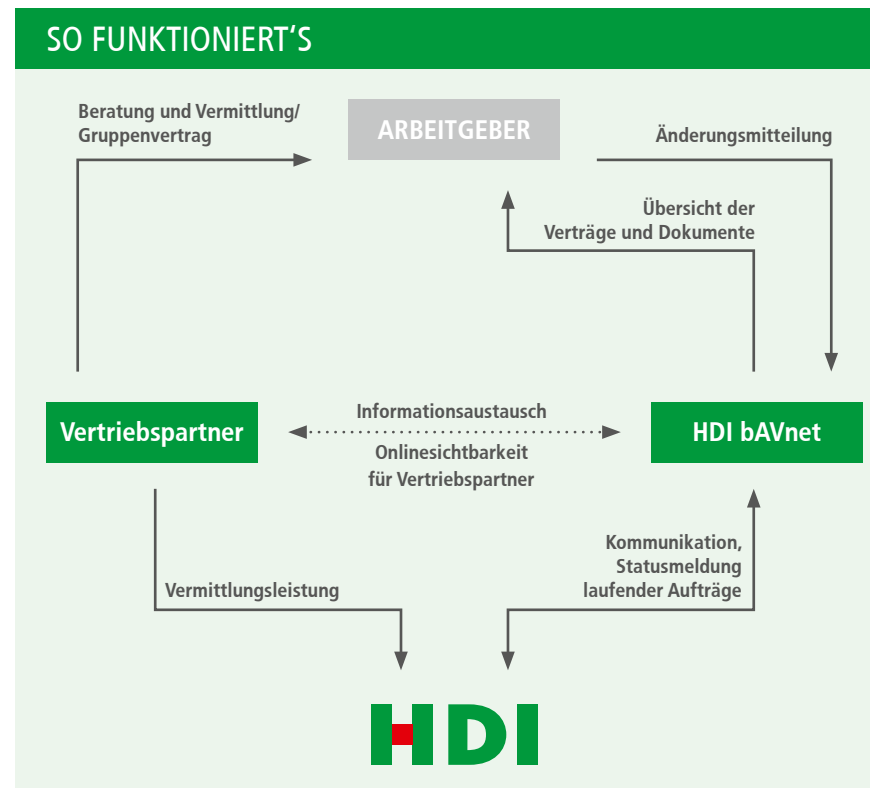 SO FUNKTIONIERT'S
Beratung und Vermittlung/
Gruppenvertrag
ARBEITGEBER
Änderungsmitteilung
Übersicht der
Verträge und Dokumente
Vertriebspartner
Informationsaustausch
Onlinesichtbarkeit
für Vertriebspartner
HDI bAVnet
Vermittlungsleistung
Kommunikation,
Statusmeldung
laufender Aufträge
HDI